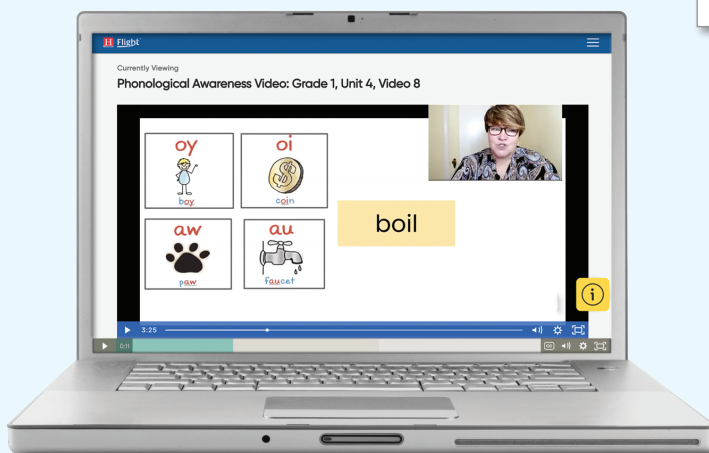 H Flight
Currently Viewing
Phonological Awareness Video: Grade 1, Unit 4, Video 8
oy
boy
oi
coin
aw
paw
au
faucet
boil
$
i
3:25
0:11
CC